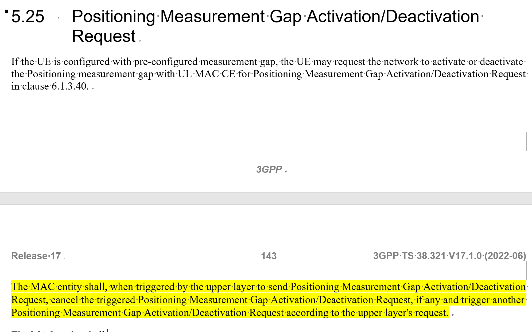 5.25 Positioning Measurement Gap Activation/Deactivation
Request
If the UE is configured with pre-configured measurement gap, the UE may request the network to activate or deactivate
the Positioning measurement gap with UL MAC CE for Positioning Measurement Gap Activation/Deactivation Request
in clause 6.1.3.40.
3GPP
Release 17 143 3GPP TS 38.321 V17.1.0 (2022-06)
The MAC entity shall, when triggered by the upper layer to send Positioning Measurement Gap Activation/Deactivation
Request, cancel the triggered Positioning Measurement Gap Activation/Deactivation Request, if any and trigger another
Positioning Measurement Gap Activation/Deactivation Request according to the upper layer's request.